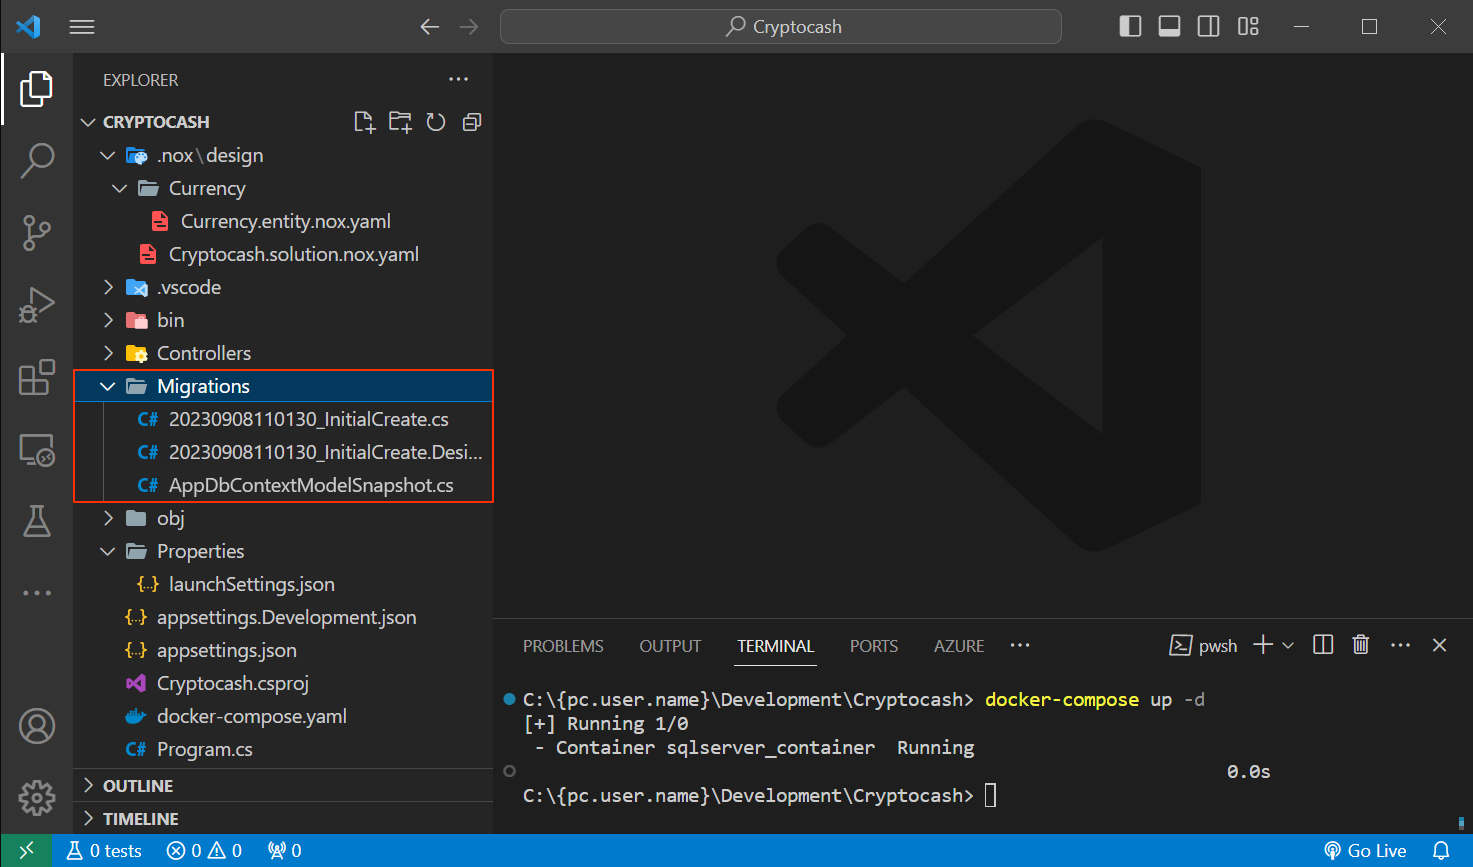 Cryptocash
EXPLORER
CRYPTOCASH
.nox\design
Currency
Currency.entity.nox.yaml
Cryptocash.solution.nox.yaml
.vscode
bin
Controllers
Migrations
C# 20230908110130_InitialCreate.cs
C# 20230908110130_InitialCreate.Desi...
C# AppDbContextModelSnapshot.cs
obj
Properties
{..} launchSettings.json
{..} appsettings.Development.json
{..} appsettings.json
Cryptocash.csproj
docker-compose.yaml
C# Program.cs
OUTLINE
TIMELINE
PROBLEMS OUTPUT TERMINAL PORTS AZURE ... pwsh
C:\{pc.user.name}\Development\Cryptocash> docker-compose up -d
[+] Running 1/0
- Container sqlserver_container  Running
0.0s
C:\{pc.user.name}\Development\Cryptocash>
0 tests 0 0 0 Go Live